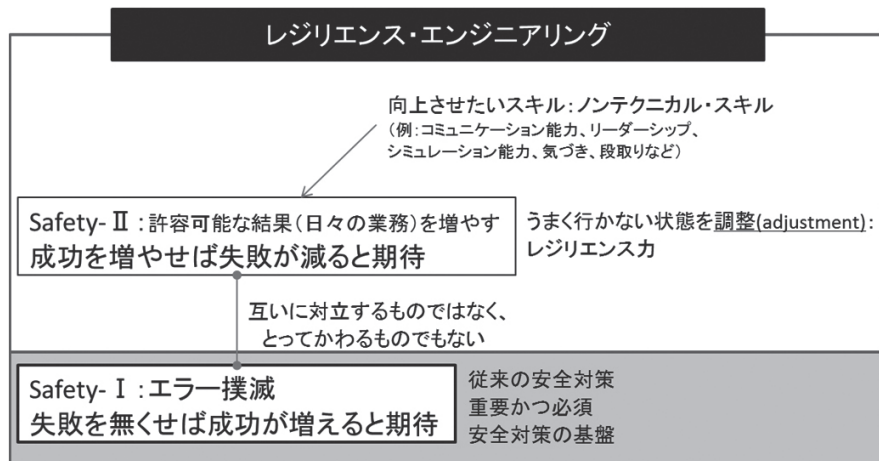 レジリエンス・エンジニアリング
向上させたいスキル：ノンテクニカル・スキル
（例：コミュニケーション能力、リーダーシップ、
シミュレーション能力、気づき、段取りなど）
Safety-Ⅱ：許容可能な結果（日々の業務）を増やす
成功を増やせば失敗が減ると期待
うまく行かない状態を調整(adjustment)：
レジリエンス力
互いに対立するものではなく、
とってかわるものでもない
Safety-Ⅰ：エラー撲滅
失敗を無くせば成功が増えると期待
従来の安全対策
重要かつ必須
安全対策の基盤